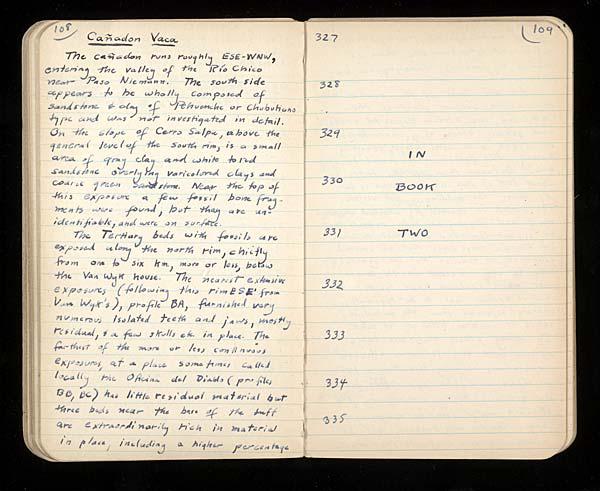 108
Cañadon Vaca
The cañadon runs roughly ESE-WNW,
entering the valley of the Río Chico
near Paso Niemann. The south side
appears to be wholly composed of
sandstone & clay of Pehuenche or Chubutiano
type and was not investigated in detail.
On the slope of Cerro Salpu, above the
general level of the south rim, is a small
area of gray clay and white to red
sandstone overlying varicolored clays and
coarse green sandstone. Near the top of
this exposure a few fossil bone frag-
ments were found, but they are un-
identifiable, and were on surface.
The Tertiary beds with fossils are
exposed along the north rim, chiefly
from one to six km, more or less, below
the Van Wyk house. The nearest extensive
exposures (following this rim ESE from
Van Wyk's), profile BA, furnished very
numerous isolated teeth and jaws, mostly
residual, & a few skulls etc in place. The
farthest of the more or less continuous
exposures, at a place sometimes called
locally the Oficina del Diablo (profiles
BB, BC) has little residual material but
three beds near the base of the tuff
are extraordinarily rich in material
in place, including a higher percentage
109
327
328
329
IN
330
BOOK
331 TWO
332
333
334
335